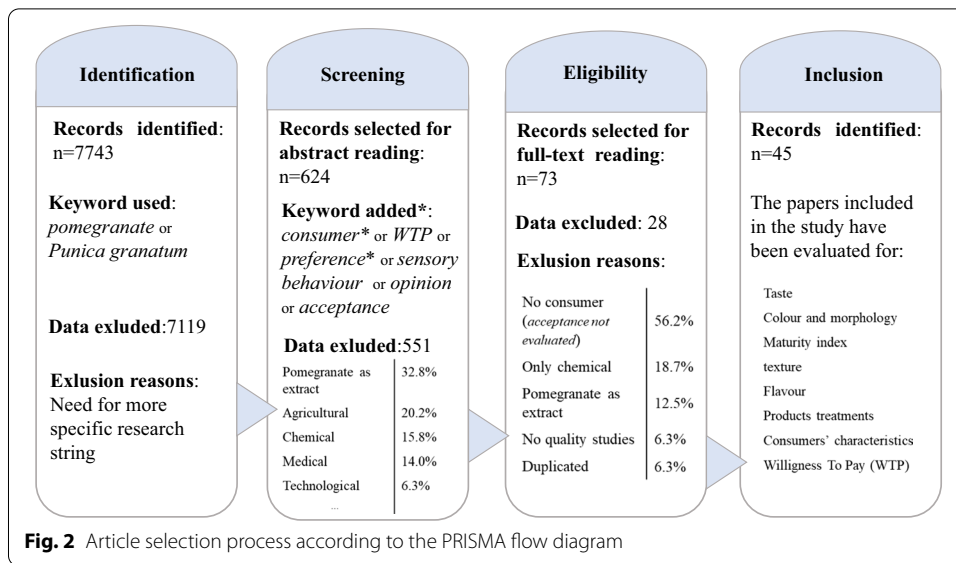 Identification
Records identified:
n=7743
Keyword used:
pomegranate or
Punica granatum
Data exluded:7119
Exlusion reasons:
Need for more
specific research
string
Screening
Records selected for
abstract reading:
n=624
Keyword added*:
consumer* or WTP or
preference* or sensory
behaviour or opinion
or acceptance
Data exluded:551
Pomegranate as
extract 32.8%
Agricultural 20.2%
Chemical 15.8%
Medical 14.0%
Technological 6.3%
...
Eligibility
Records selected for
full-text reading:
n=73
Data excluded: 28
Exlusion reasons:
No consumer
(acceptance not
evaluated) 56.2%
Only chemical 18.7%
Pomegranate as
extract 12.5%
No quality studies 6.3%
Duplicated 6.3%
Inclusion
Records identified:
n=45
The papers included
in the study have
been evaluated for:
Taste
Colour and morphology
Maturity index
texture
Flavour
Products treatments
Consumers' characteristics
Willigness To Pay (WTP)
Fig. 2 Article selection process according to the PRISMA flow diagram